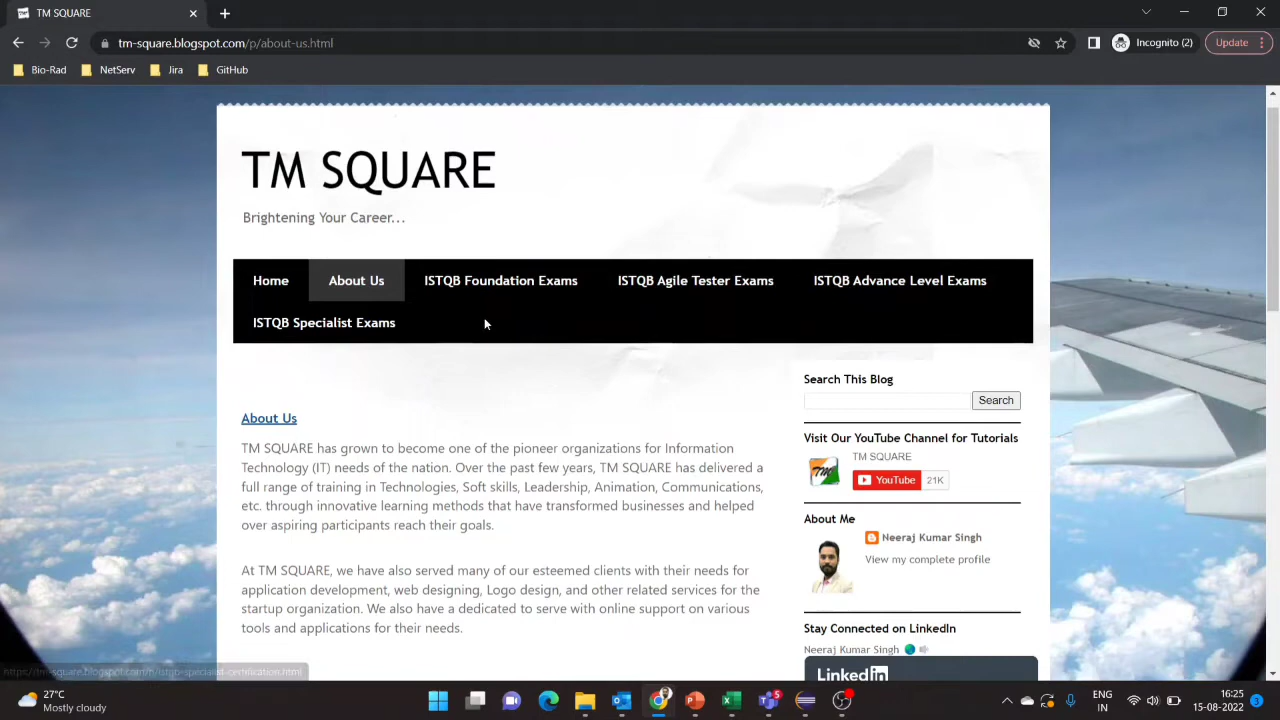 TM SQUARE
tm-square.blogspot.com/p/about-us.html
Incognito (2)
Update
Bio-Rad
NetServ
Jira
GitHub
TM SQUARE
Brightening Your Career...
Home
About Us
ISTQB Foundation Exams
ISTQB Agile Tester Exams
ISTQB Advance Level Exams
ISTQB Specialist Exams
About Us
TM SQUARE has grown to become one of the pioneer organizations for Information
Technology (IT) needs of the nation. Over the past few years, TM SQUARE has delivered a
full range of training in Technologies, Soft skills, Leadership, Animation, Communications,
etc. through innovative learning methods that have transformed businesses and helped
over aspiring participants reach their goals.
At TM SQUARE, we have also served many of our esteemed clients with their needs for
application development, web designing, Logo design, and other related services for the
startup organization. We also have a dedicated to serve with online support on various
tools and applications for their needs.
Search This Blog
Search
Visit Our YouTube Channel for Tutorials
TM
TM SQUARE
YouTube 21K
About Me
Neeraj Kumar Singh
View my complete profile
Stay Connected on LinkedIn
Neeraj Kumar Singh
LinkedIn
https://tm-square.blogspot.com/p/istqb-specialist-certification.html
27°C
Mostly cloudy
5
ENG
IN
16:25
15-08-2022
3